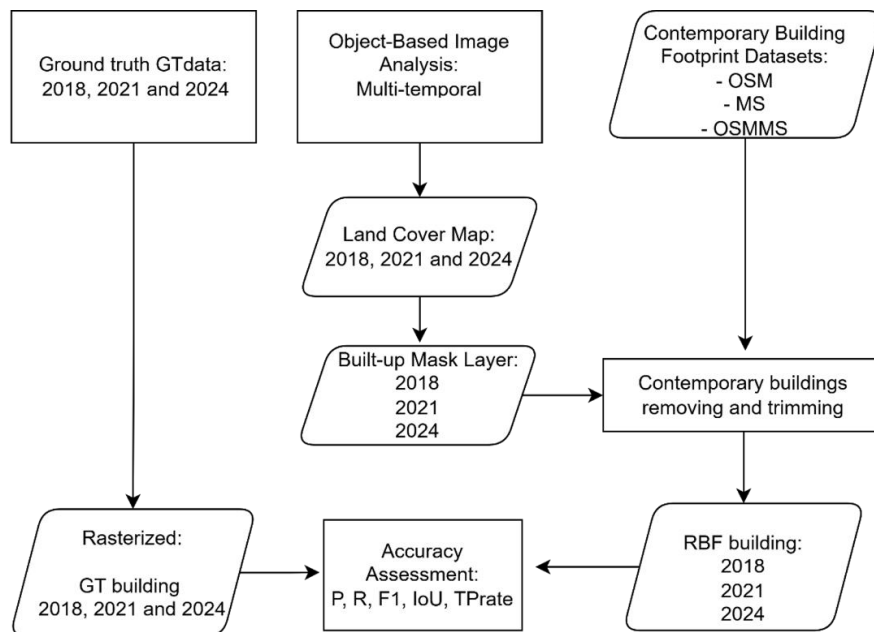 Ground truth GTdata:
2018, 2021 and 2024
Object-Based Image
Analysis:
Multi-temporal
Contemporary Building
Footprint Datasets:
- OSM
- MS
- OSMMS
Land Cover Map:
2018, 2021 and 2024
Built-up Mask Layer:
2018
2021
2024
Contemporary buildings
removing and trimming
Rasterized:
GT building
2018, 2021 and 2024
Accuracy
Assessment:
P, R, F1, IoU, TPrate
RBF building:
2018
2021
2024